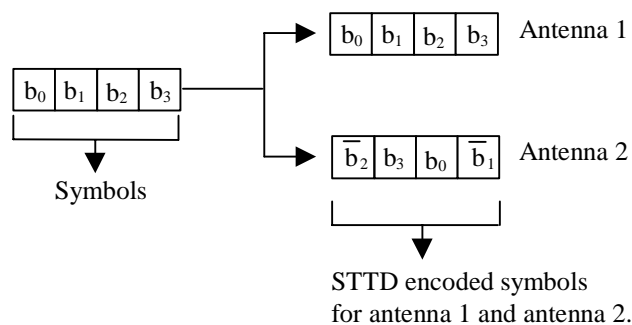 b₀ b₁ b₂ b₃ Antenna 1
b₀ b₁ b₂ b₃
b̅₂ b₃ b₀ b̅₁ Antenna 2
Symbols
STTD encoded symbols
for antenna 1 and antenna 2.